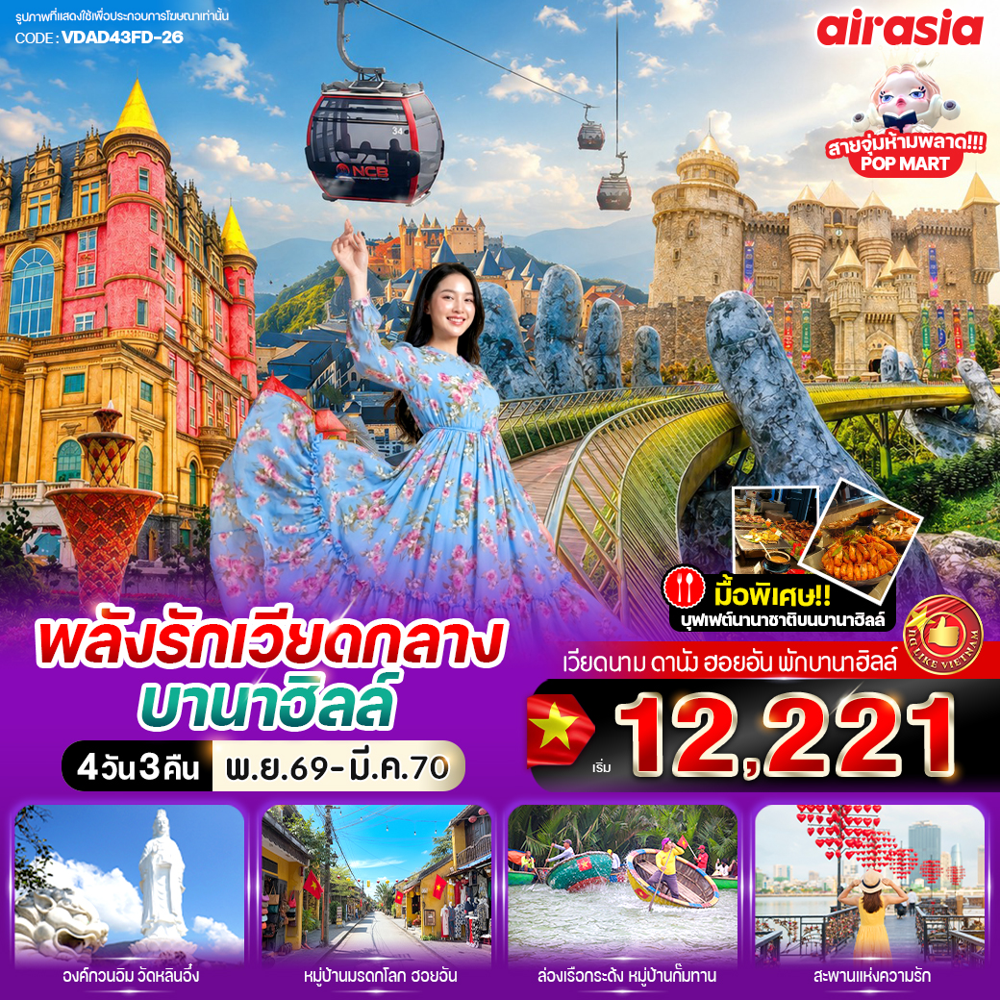 รูปภาพที่แสดงใช้เพื่อประกอบการโฆษณาเท่านั้น
CODE : VDAD43FD-26
airasia
สายจุ่มห้ามพลาด!!!
POP MART
34
NCB
มื้อพิเศษ!!
บุฟเฟต์นานาชาติบนบานาฮิลล์
พลังรักเวียดกลาง
บานาฮิลล์
4 วัน 3 คืน
พ.ย.69 - มี.ค.70
เวียดนาม ดานัง ฮอยอัน พักบานาฮิลล์
กด LIKE VIETNAM
เริ่ม
12,221
องค์กวนอิม วัดหลินอึ๋ง
หมู่บ้านมรดกโลก ฮอยอัน
ล่องเรือกระด้ง หมู่บ้านกั๊มทาน
สะพานแห่งความรัก